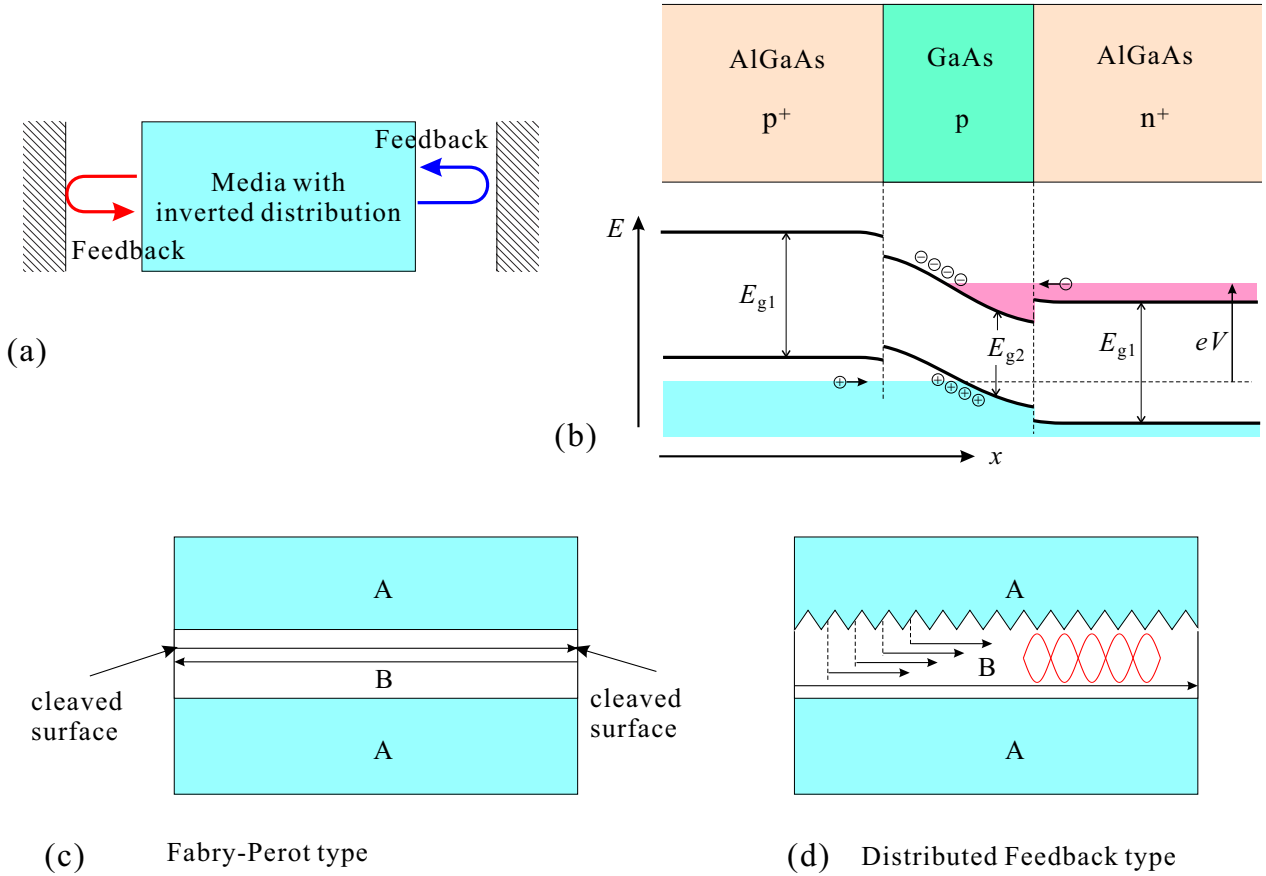 Feedback
Media with
inverted distribution
Feedback
(a)
AlGaAs
GaAs
AlGaAs
p+
p
n+
E
Eg1
Eg2
Eg1
eV
⊖ ⊖ ⊖ ⊖
⊖
⊕
⊕ ⊕ ⊕ ⊕
(b)
x
A
B
A
cleaved
surface
cleaved
surface
(c)
Fabry-Perot type
A
B
A
(d)
Distributed Feedback type